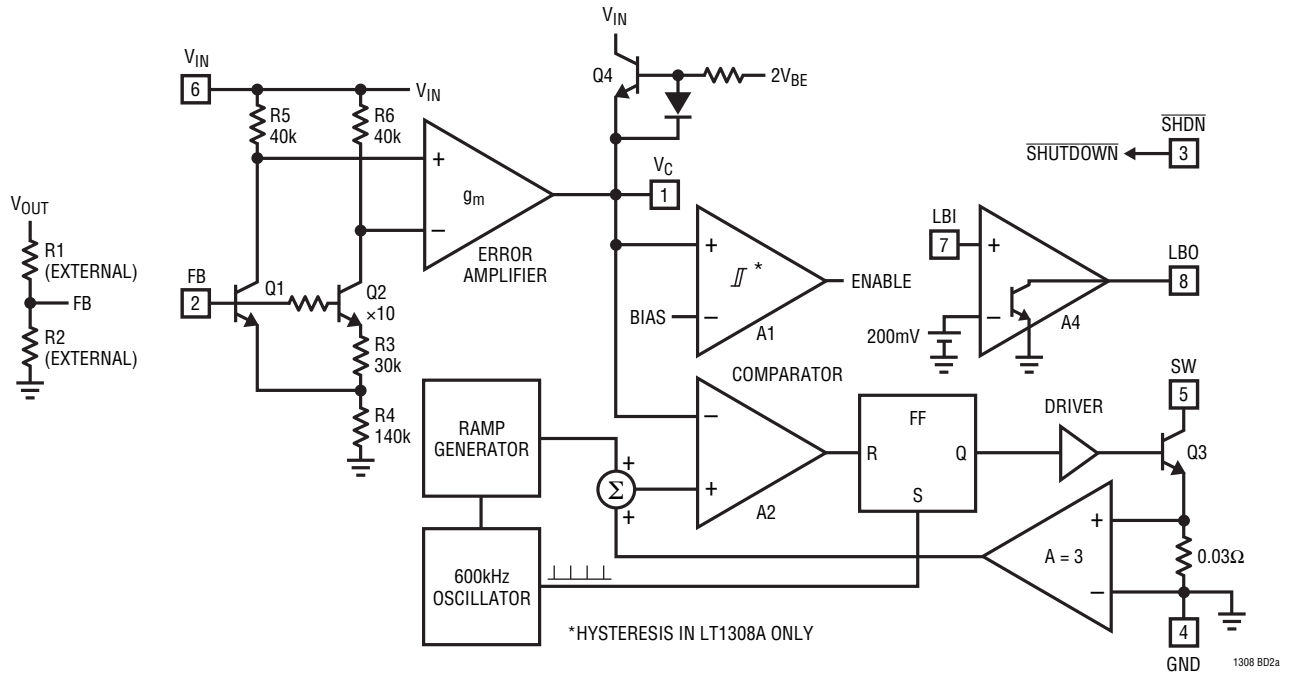 VIN
VIN
6
VIN
R5
40k
R6
40k
Q4
2VBE
SHDN
3
SHUTDOWN
+
gm
−
ERROR
AMPLIFIER
VC
1
VOUT
R1
(EXTERNAL)
FB
R2
(EXTERNAL)
FB
2
Q1
Q2
×10
R3
30k
R4
140k
+
*
BIAS
−
A1
ENABLE
LBI
7
+
−
200mV
A4
LBO
8
RAMP
GENERATOR
COMPARATOR
−
+
A2
+
Σ
+
FF
R
Q
S
DRIVER
SW
5
Q3
600kHz
OSCILLATOR
A = 3
+
−
0.03Ω
4
GND
*HYSTERESIS IN LT1308A ONLY
1308 BD2a